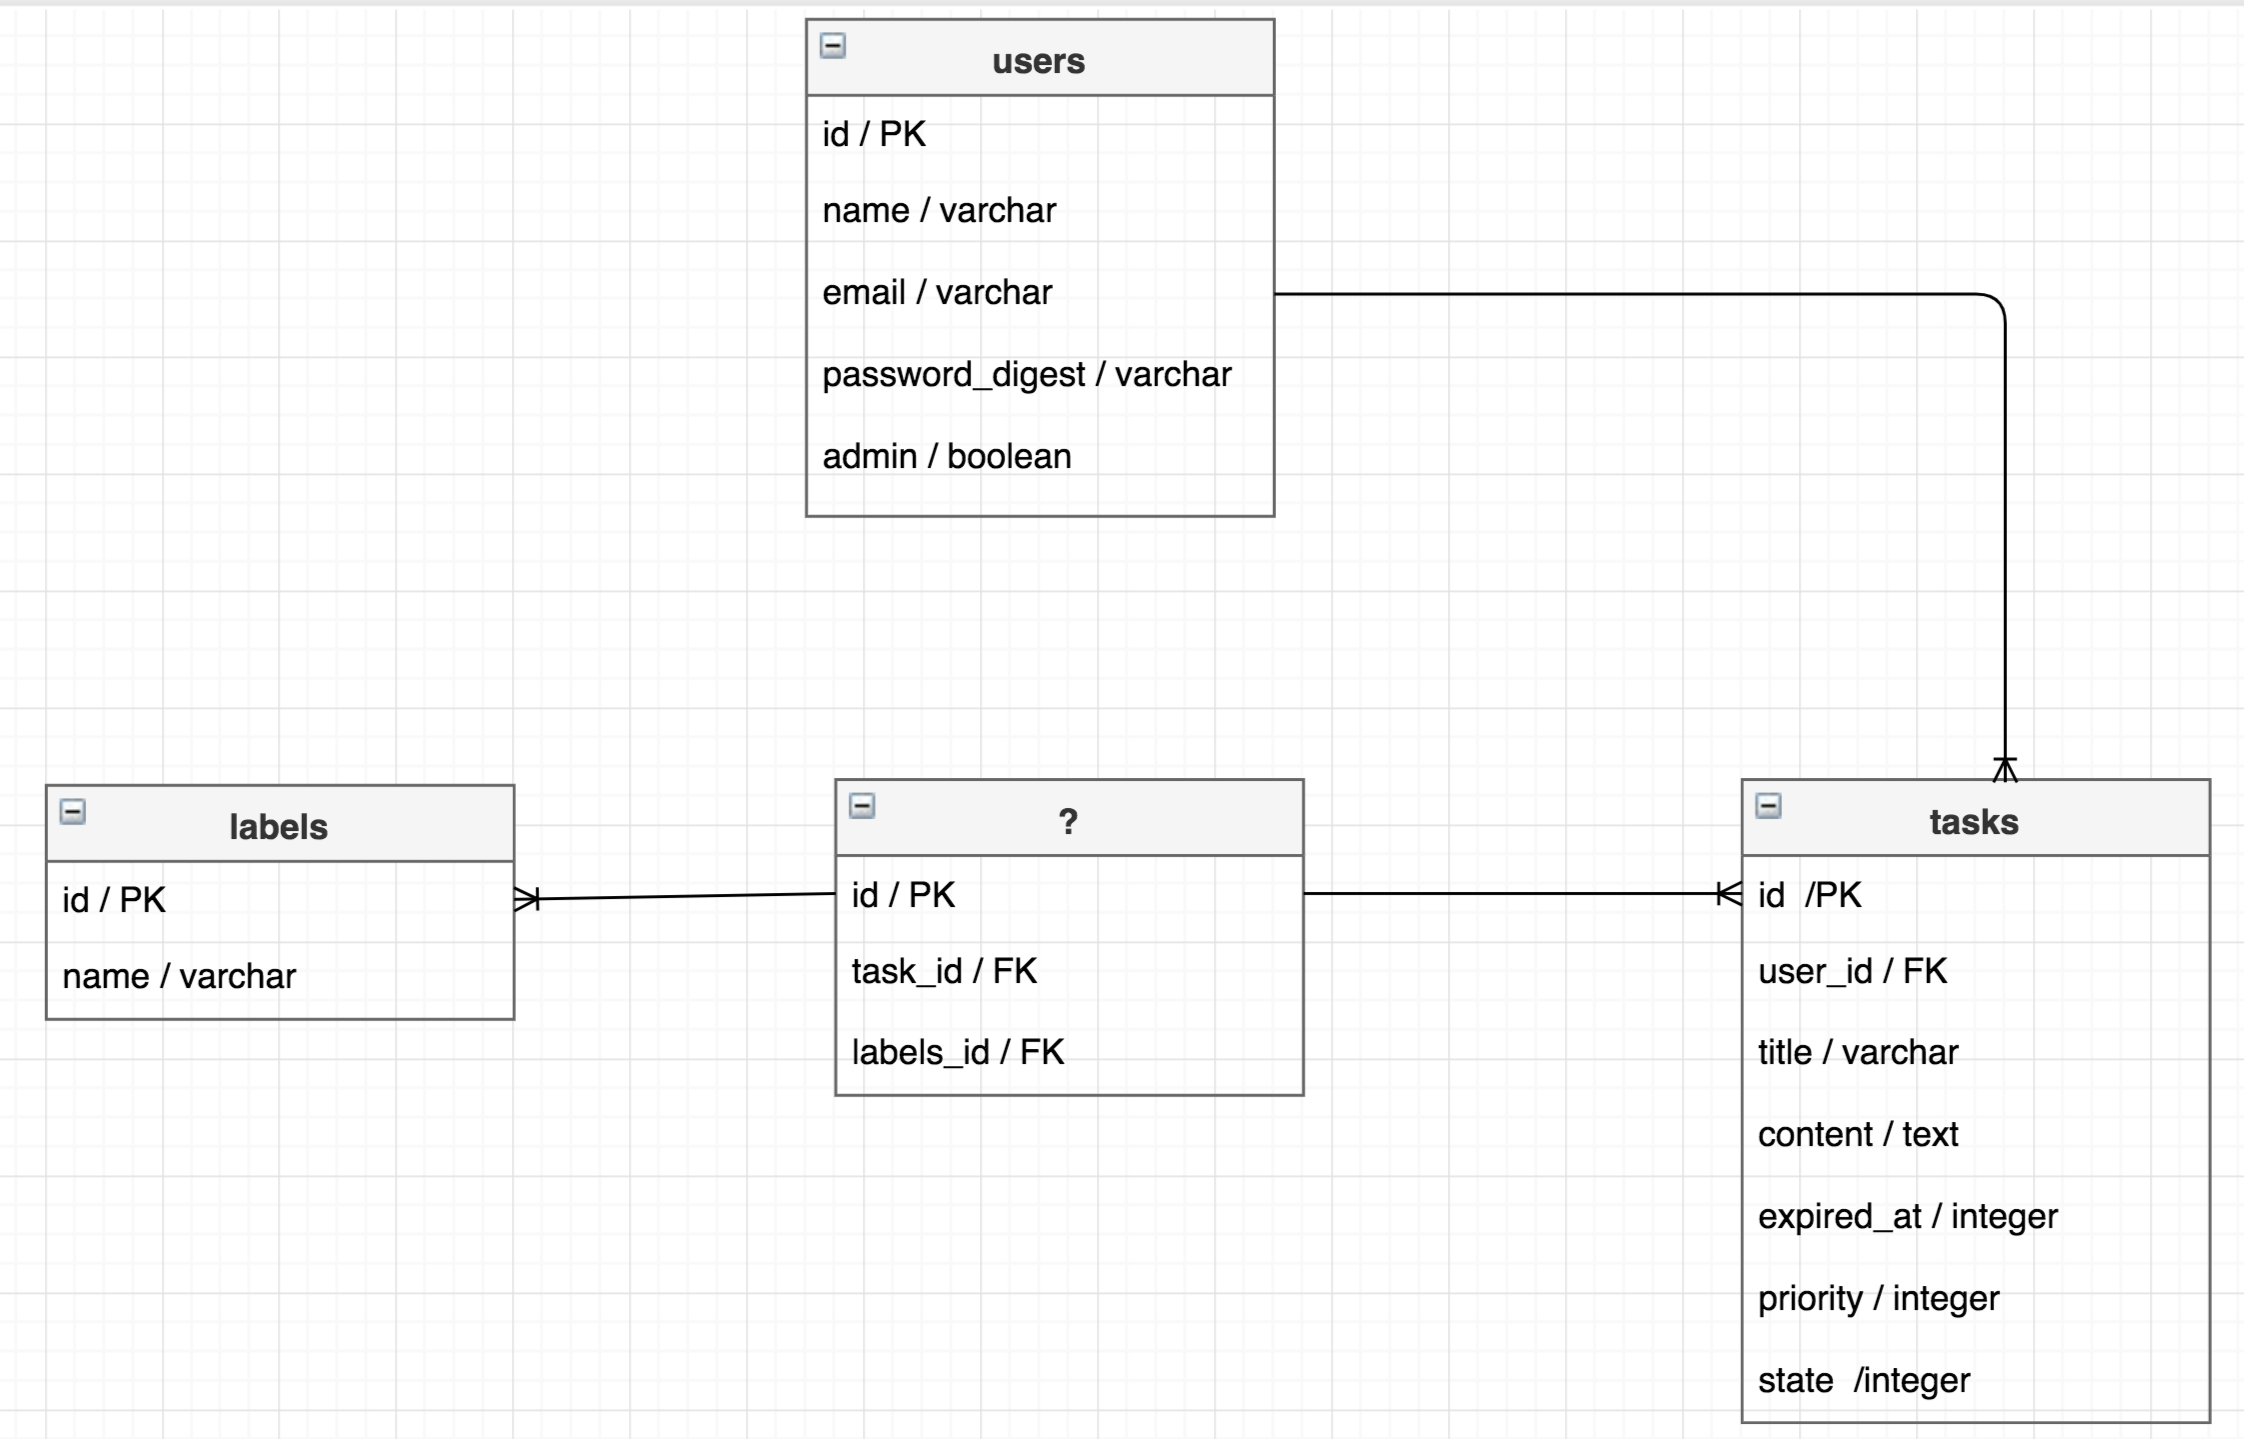 users
id / PK
name / varchar
email / varchar
password_digest / varchar
admin / boolean
labels
id / PK
name / varchar
?
id / PK
task_id / FK
labels_id / FK
tasks
id  /PK
user_id / FK
title / varchar
content / text
expired_at / integer
priority / integer
state  /integer